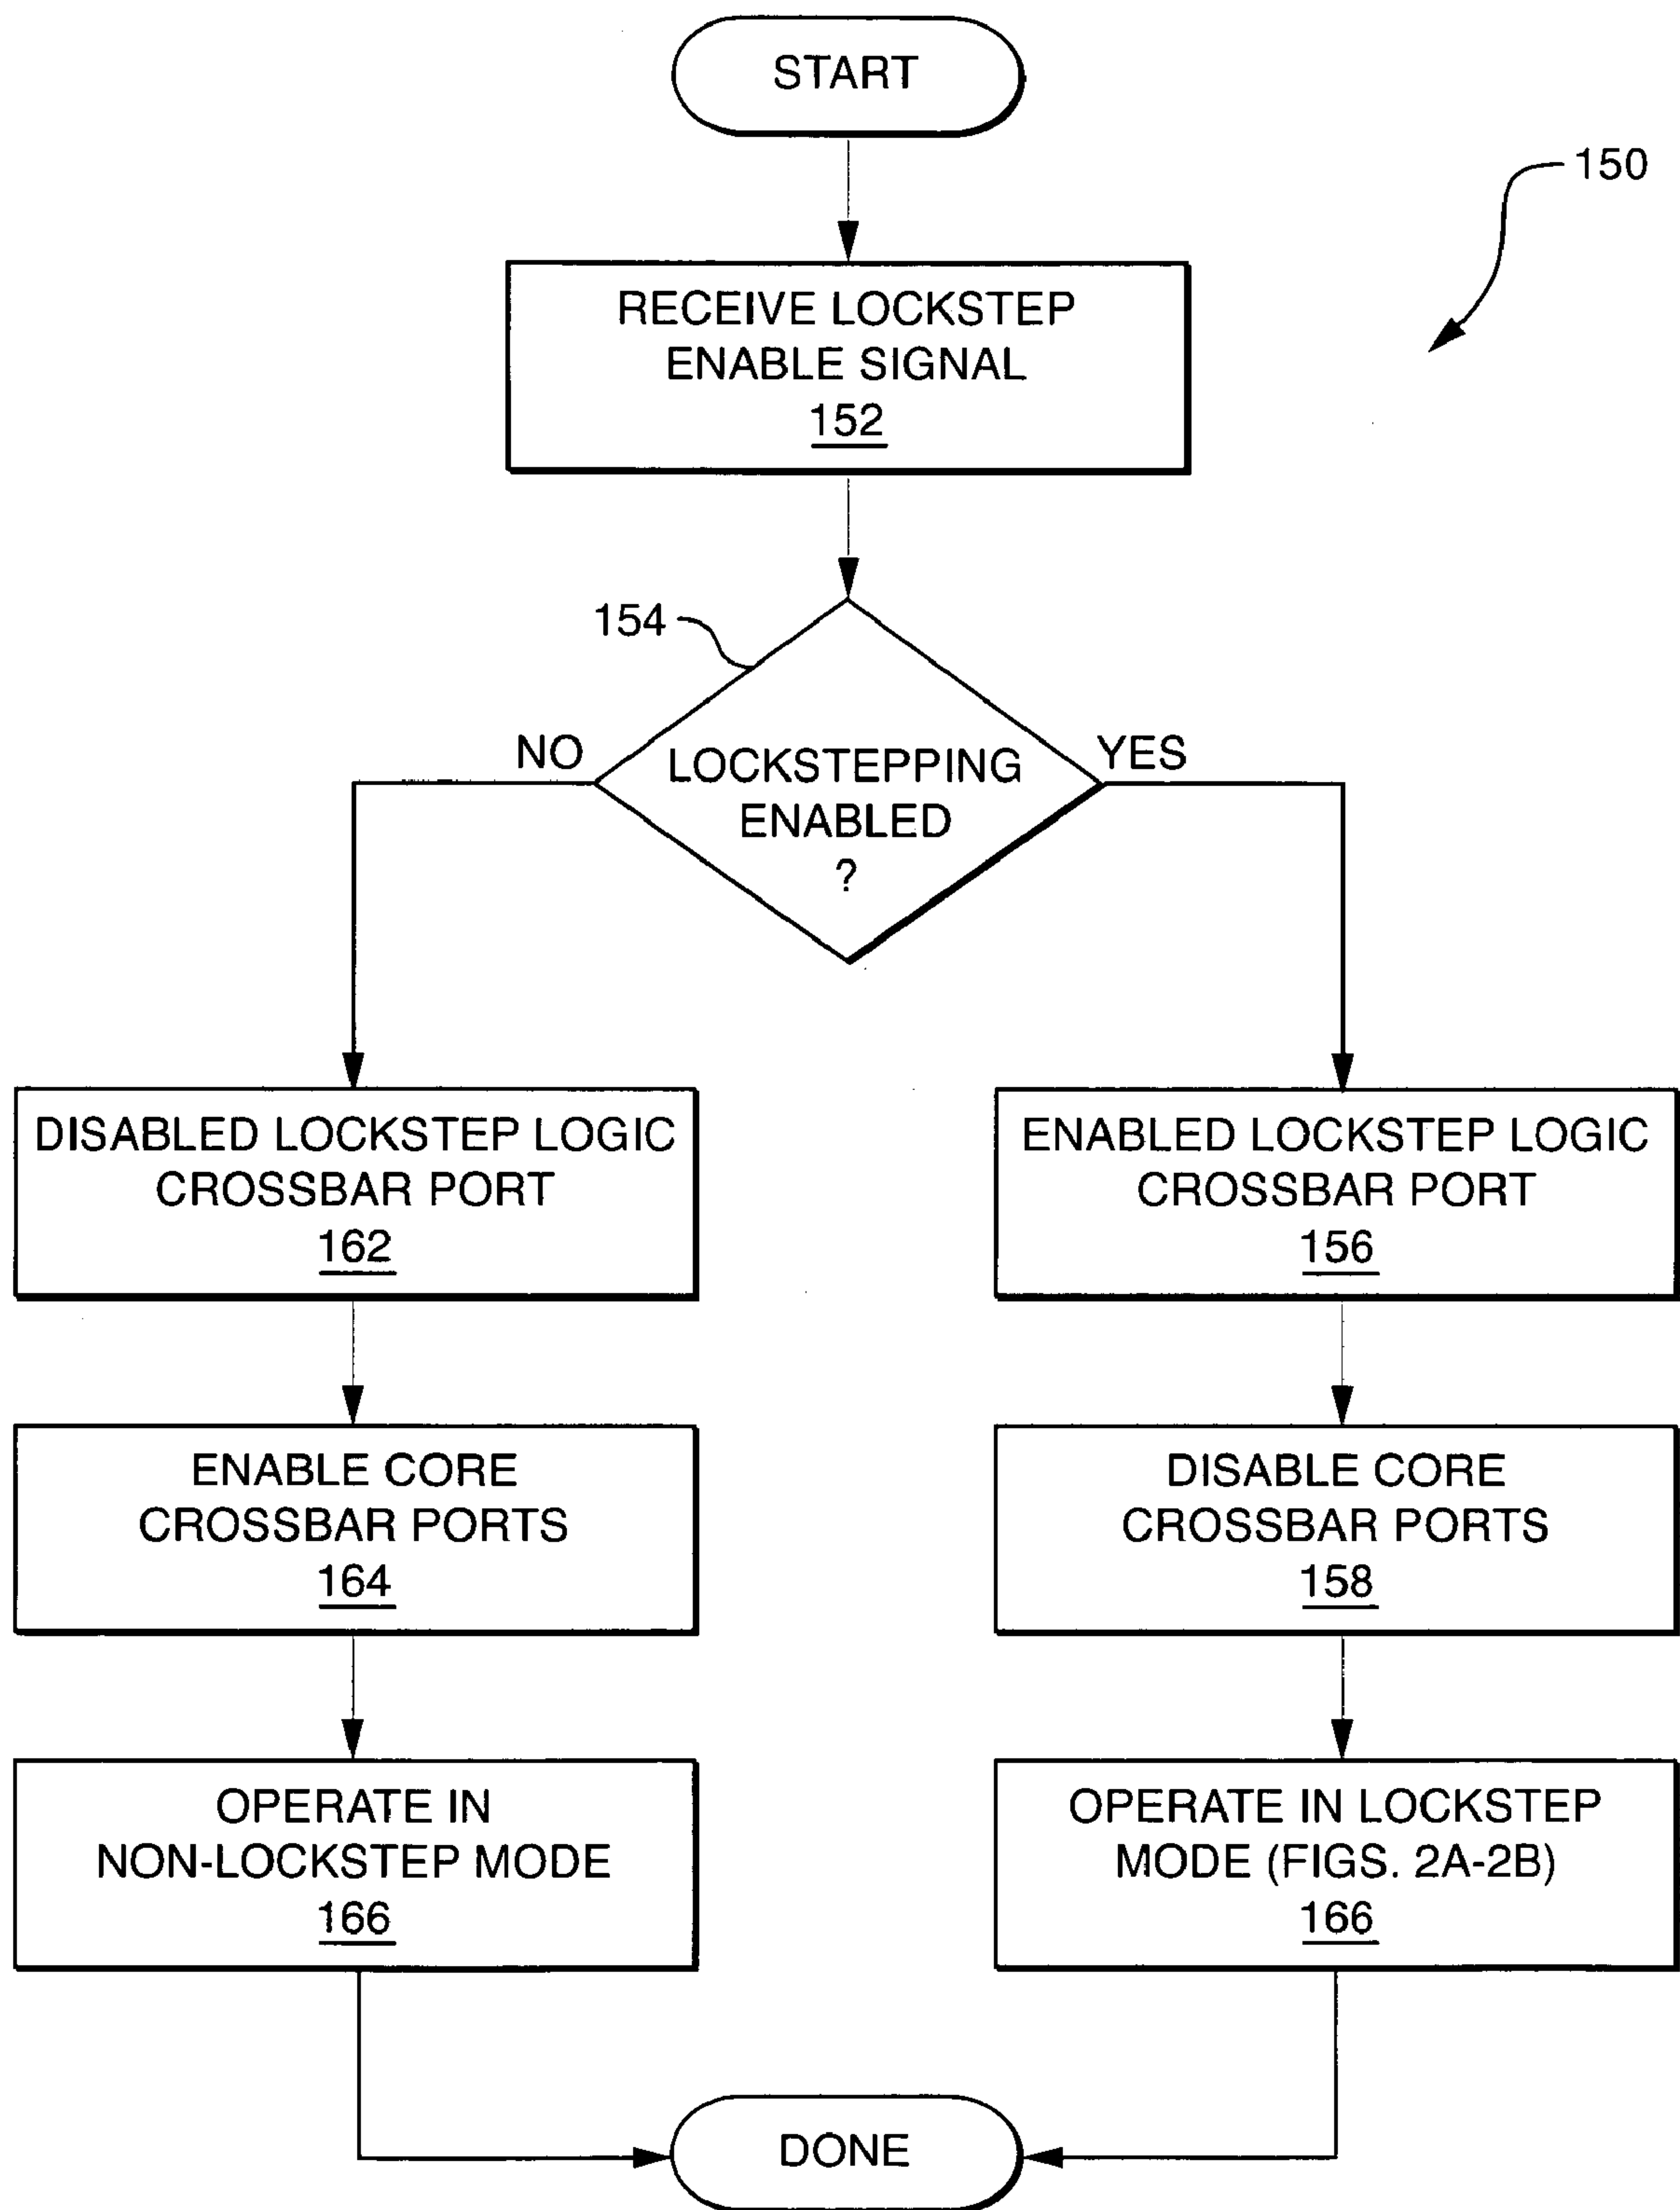 START
150
RECEIVE LOCKSTEP
ENABLE SIGNAL
152
154
NO
YES
LOCKSTEPPING
ENABLED
?
DISABLED LOCKSTEP LOGIC
CROSSBAR PORT
162
ENABLED LOCKSTEP LOGIC
CROSSBAR PORT
156
ENABLE CORE
CROSSBAR PORTS
164
DISABLE CORE
CROSSBAR PORTS
158
OPERATE IN
NON-LOCKSTEP MODE
166
OPERATE IN LOCKSTEP
MODE (FIGS. 2A-2B)
166
DONE